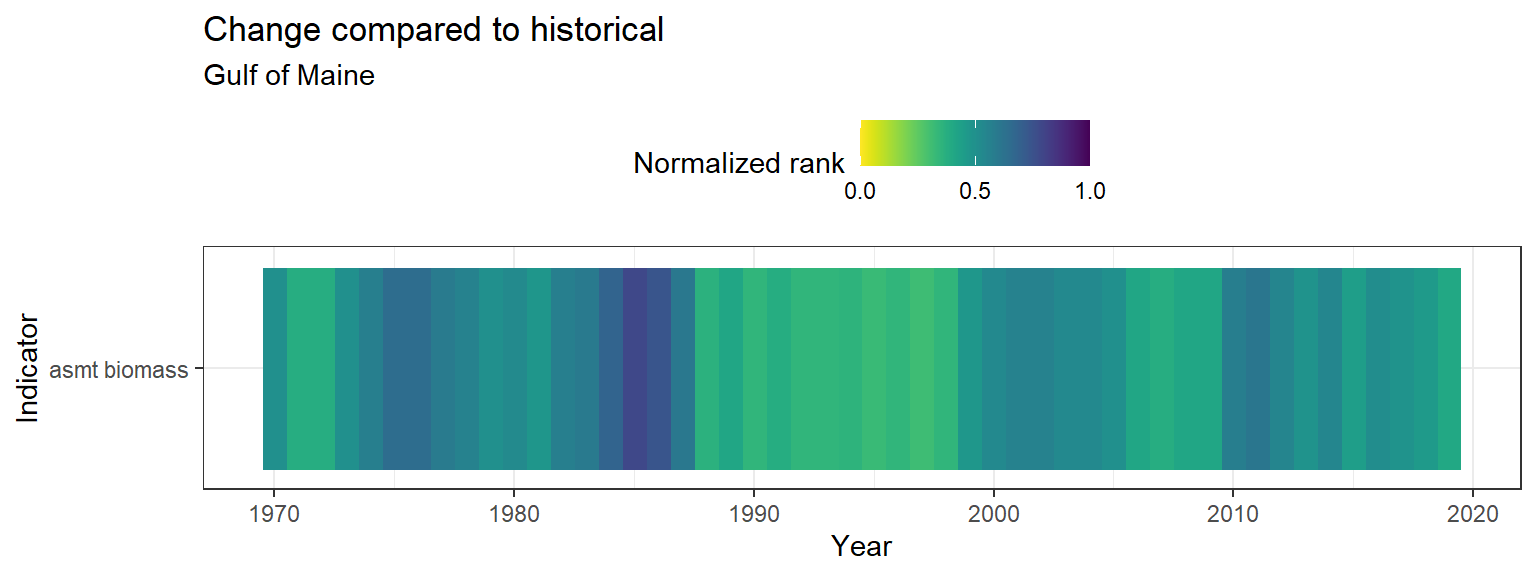 Change compared to historical
Gulf of Maine
Normalized rank
0.0 0.5 1.0
Indicator
asmt biomass
1970 1980 1990 2000 2010 2020
Year